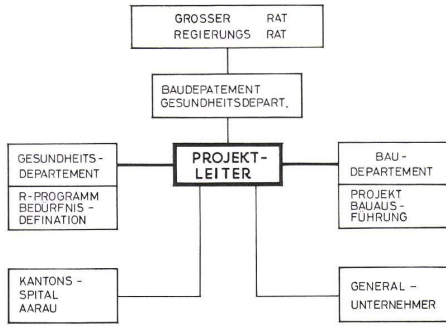 GROSSER RAT
REGIERUNGS RAT
BAUDEPATEMENT
GESUNDHEITSDEPART.
GESUNDHEITS-
DEPARTEMENT
R-PROGRAMM
BEDÜRFNIS-
DEFINATION
PROJEKT-
LEITER
BAU-
DEPARTEMENT
PROJEKT
BAUAUS-
FÜHRUNG
KANTONS-
SPITAL
AARAU
GENERAL-
UNTERNEHMER